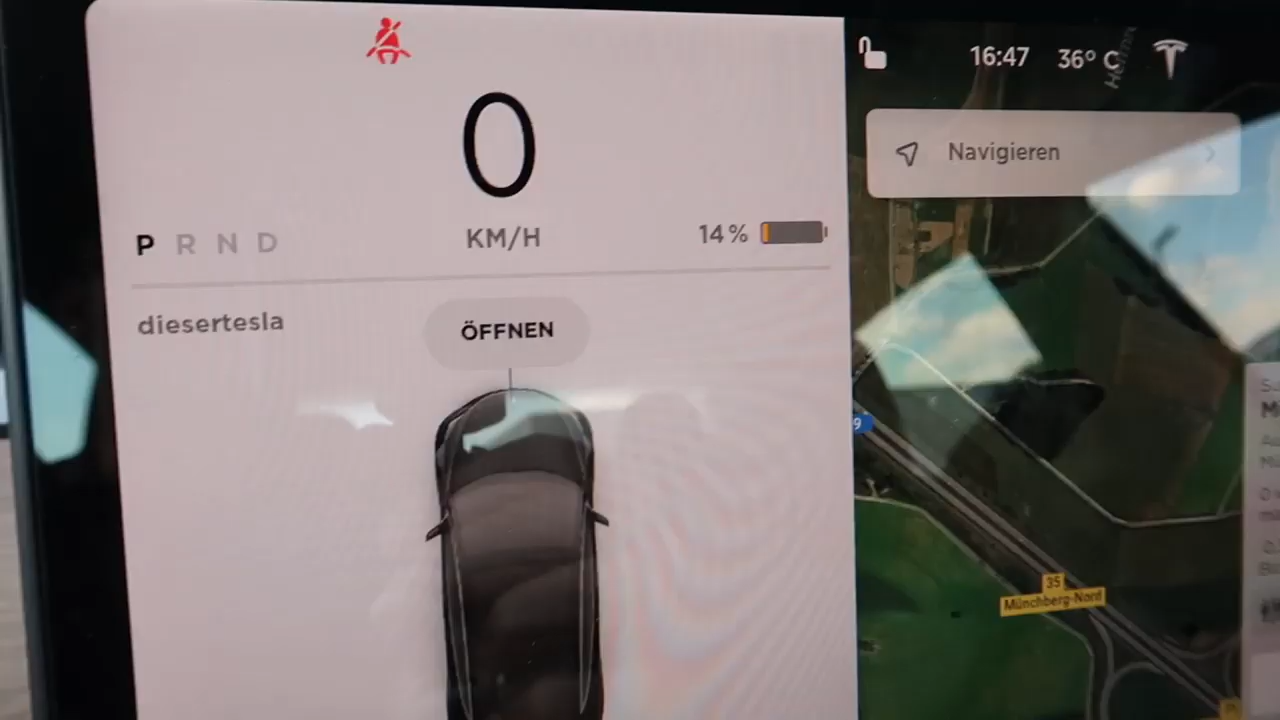 0
KM/H
P R N D
14 %
diesertesla
ÖFFNEN
16:47 36° C
Navigieren
9
35
Münchberg-Nord